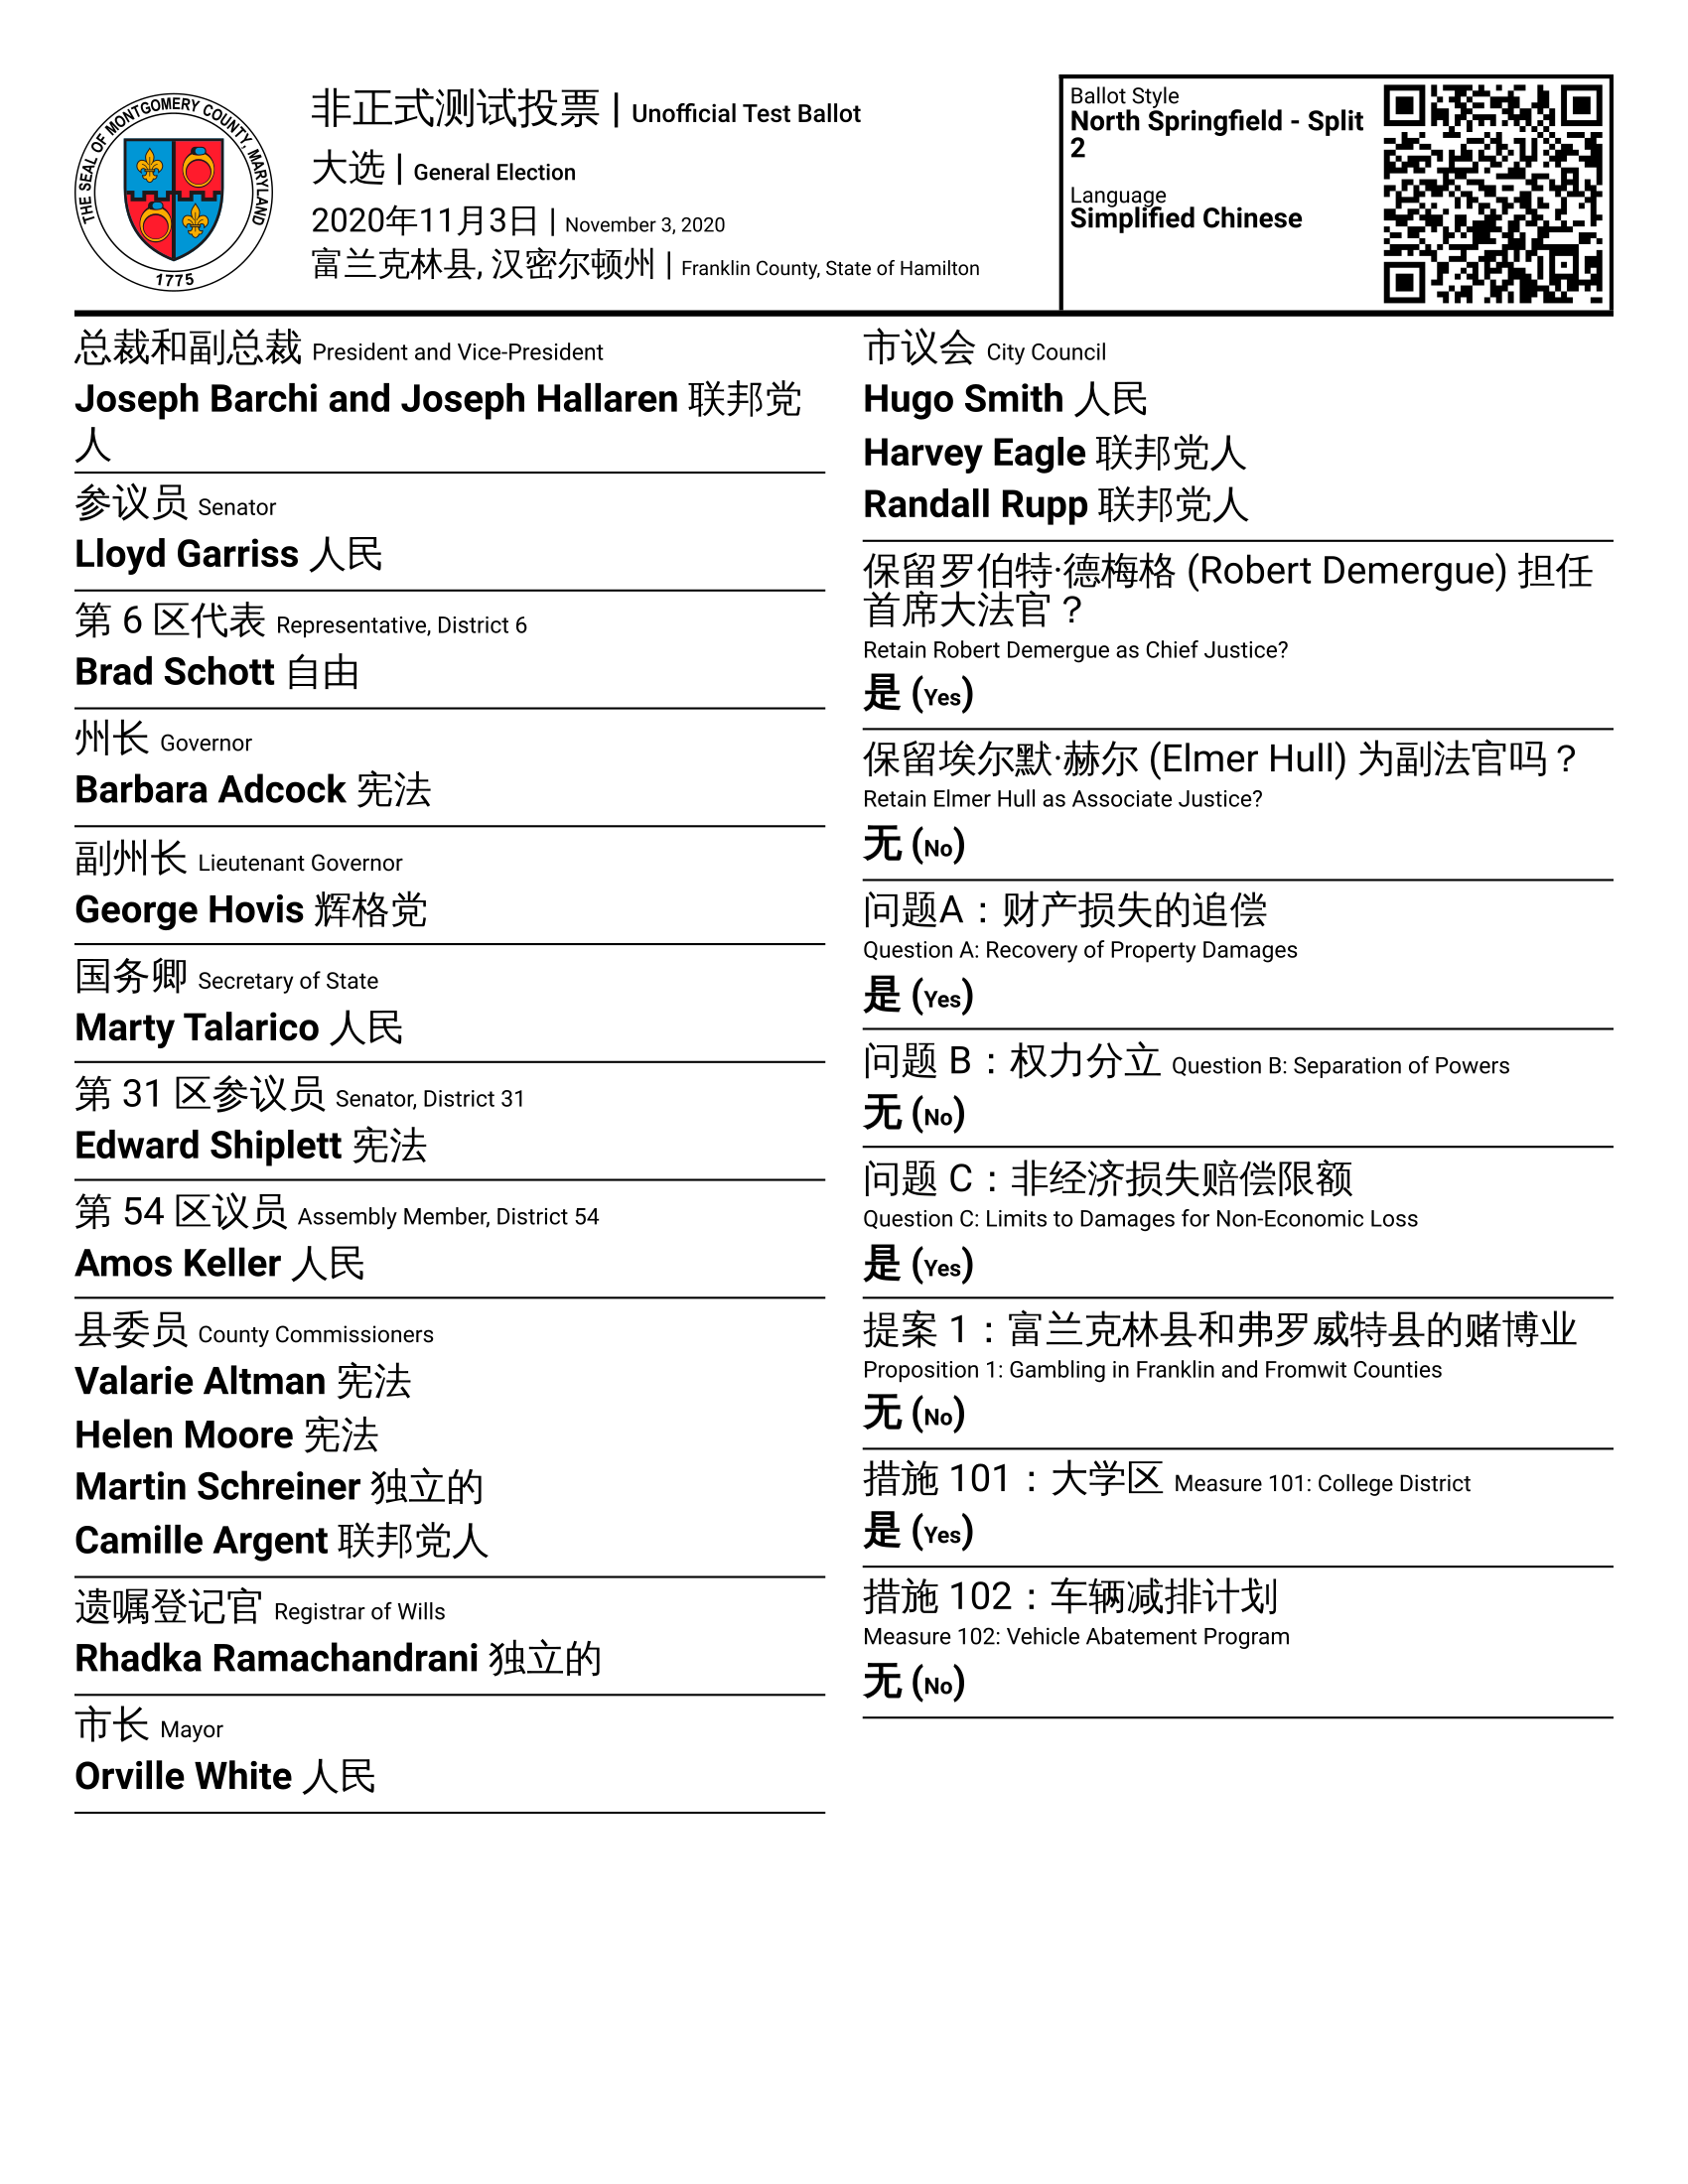 THE SEAL OF MONTGOMERY COUNTY, MARYLAND
1775
非正式测试投票 | Unofficial Test Ballot
大选 | General Election
2020年11月3日 | November 3, 2020
富兰克林县, 汉密尔顿州 | Franklin County, State of Hamilton
Ballot Style
North Springfield - Split
2
Language
Simplified Chinese
总裁和副总裁 President and Vice-President
Joseph Barchi and Joseph Hallaren 联邦党
人
参议员 Senator
Lloyd Garriss 人民
第 6 区代表 Representative, District 6
Brad Schott 自由
州长 Governor
Barbara Adcock 宪法
副州长 Lieutenant Governor
George Hovis 辉格党
国务卿 Secretary of State
Marty Talarico 人民
第 31 区参议员 Senator, District 31
Edward Shiplett 宪法
第 54 区议员 Assembly Member, District 54
Amos Keller 人民
县委员 County Commissioners
Valarie Altman 宪法
Helen Moore 宪法
Martin Schreiner 独立的
Camille Argent 联邦党人
遗嘱登记官 Registrar of Wills
Rhadka Ramachandrani 独立的
市长 Mayor
Orville White 人民
市议会 City Council
Hugo Smith 人民
Harvey Eagle 联邦党人
Randall Rupp 联邦党人
保留罗伯特·德梅格 (Robert Demergue) 担任
首席大法官？
Retain Robert Demergue as Chief Justice?
是 (Yes)
保留埃尔默·赫尔 (Elmer Hull) 为副法官吗？
Retain Elmer Hull as Associate Justice?
无 (No)
问题A：财产损失的追偿
Question A: Recovery of Property Damages
是 (Yes)
问题 B：权力分立 Question B: Separation of Powers
无 (No)
问题 C：非经济损失赔偿限额
Question C: Limits to Damages for Non-Economic Loss
是 (Yes)
提案 1：富兰克林县和弗罗威特县的赌博业
Proposition 1: Gambling in Franklin and Fromwit Counties
无 (No)
措施 101：大学区 Measure 101: College District
是 (Yes)
措施 102：车辆减排计划
Measure 102: Vehicle Abatement Program
无 (No)